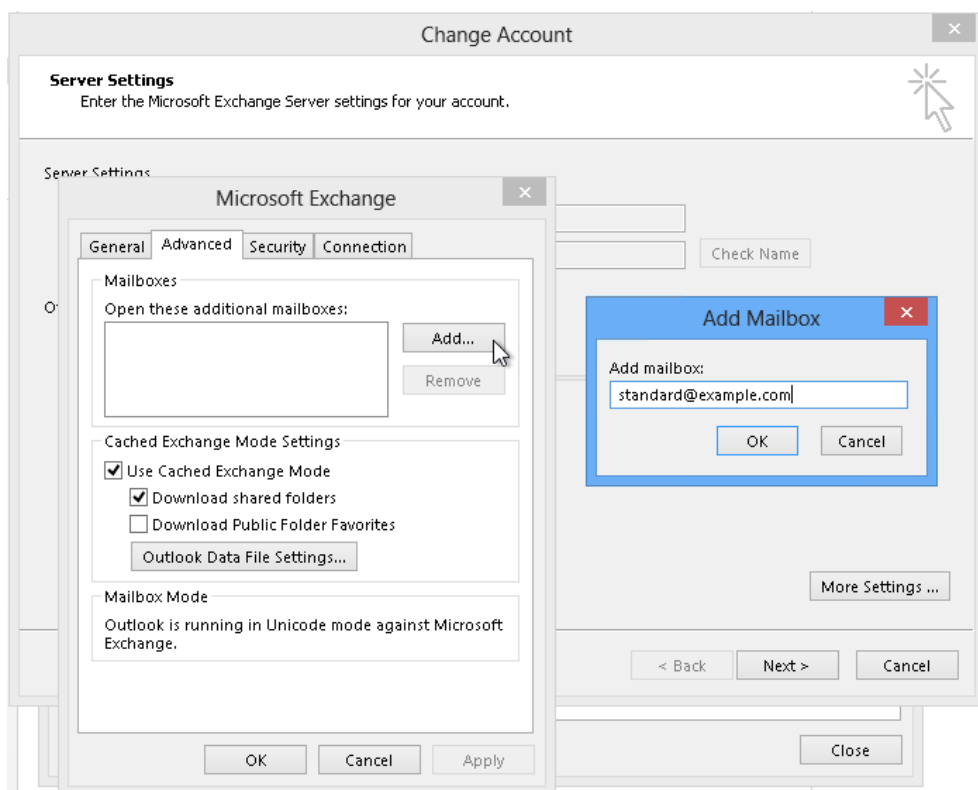 Change Account
Server Settings
Enter the Microsoft Exchange Server settings for your account.
Server Settings
Microsoft Exchange
General Advanced Security Connection
Check Name
Mailboxes
Open these additional mailboxes:
Add...
Remove
Add Mailbox
Add mailbox:
standard@example.com
OK Cancel
Cached Exchange Mode Settings
Use Cached Exchange Mode
Download shared folders
Download Public Folder Favorites
Outlook Data File Settings...
More Settings ...
Mailbox Mode
Outlook is running in Unicode mode against Microsoft
Exchange.
< Back Next > Cancel
OK Cancel Apply
Close